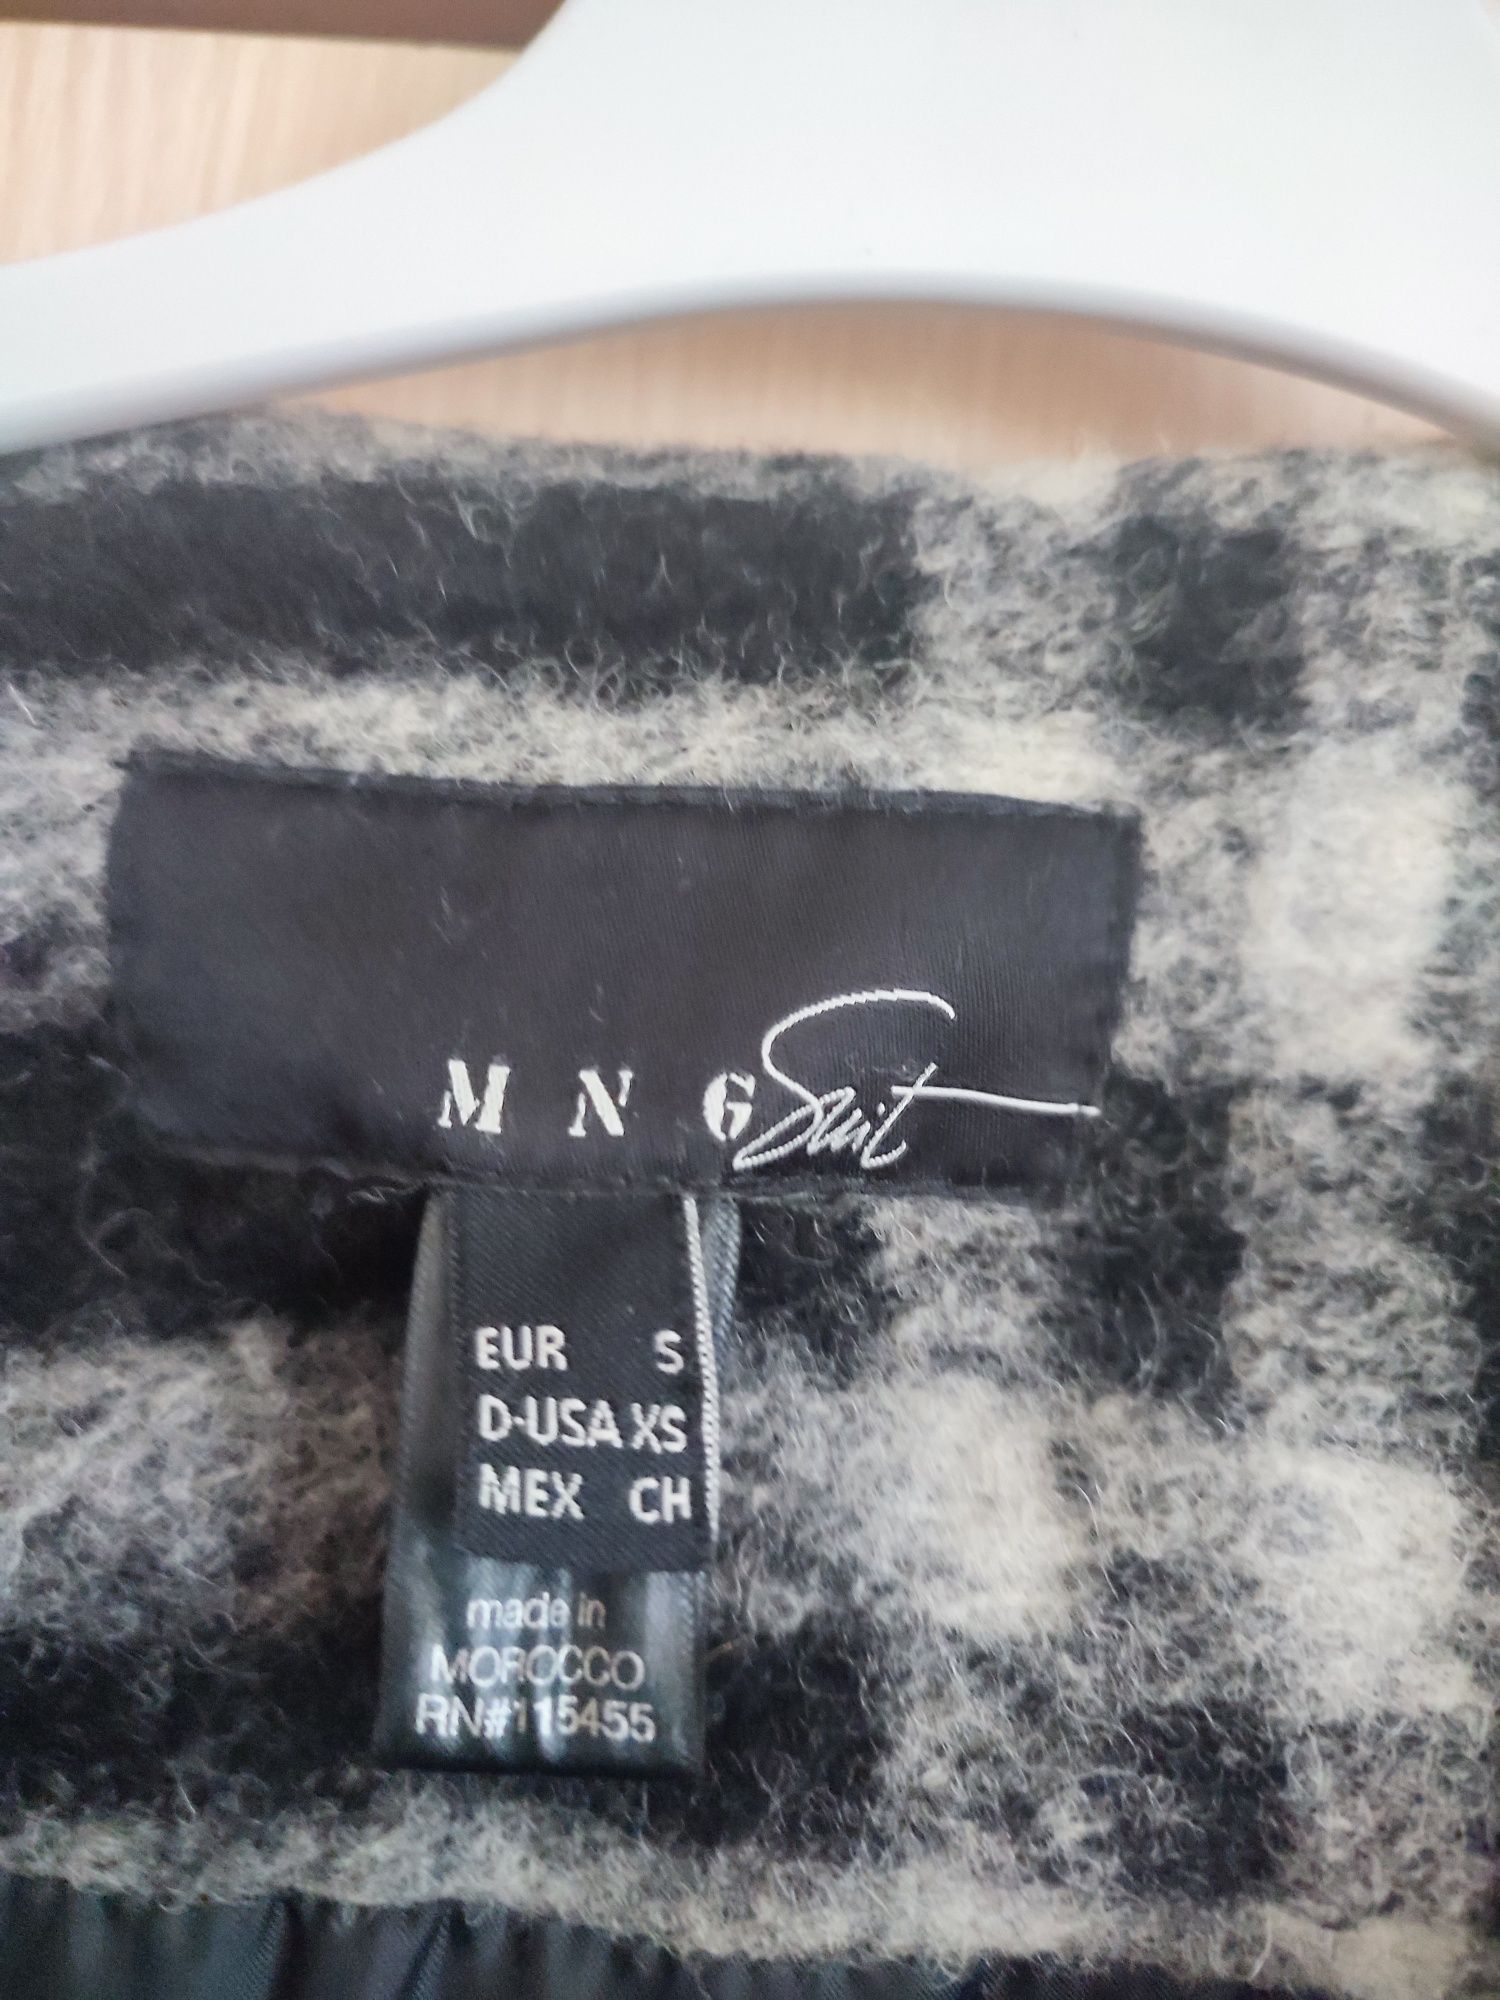 M N G Suit
EUR S
D-USA XS
MEX CH
made in
MOROCCO
RN#115455